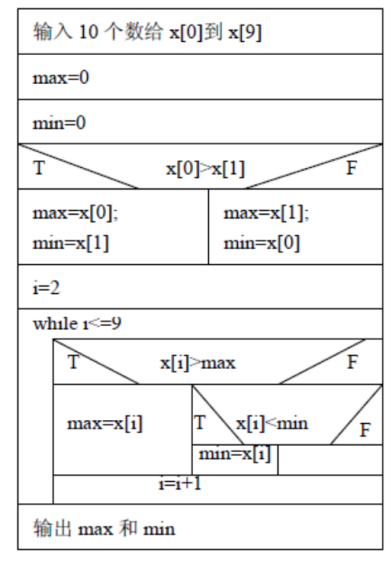 输入 10 个数给 x[0]到 x[9]
max=0
min=0
T x[0]>x[1] F
max=x[0]; max=x[1];
min=x[1] min=x[0]
i=2
while i<=9
T x[i]>max F
max=x[i] T x[i]<min F
min=x[i]
i=i+1
输出 max 和 min